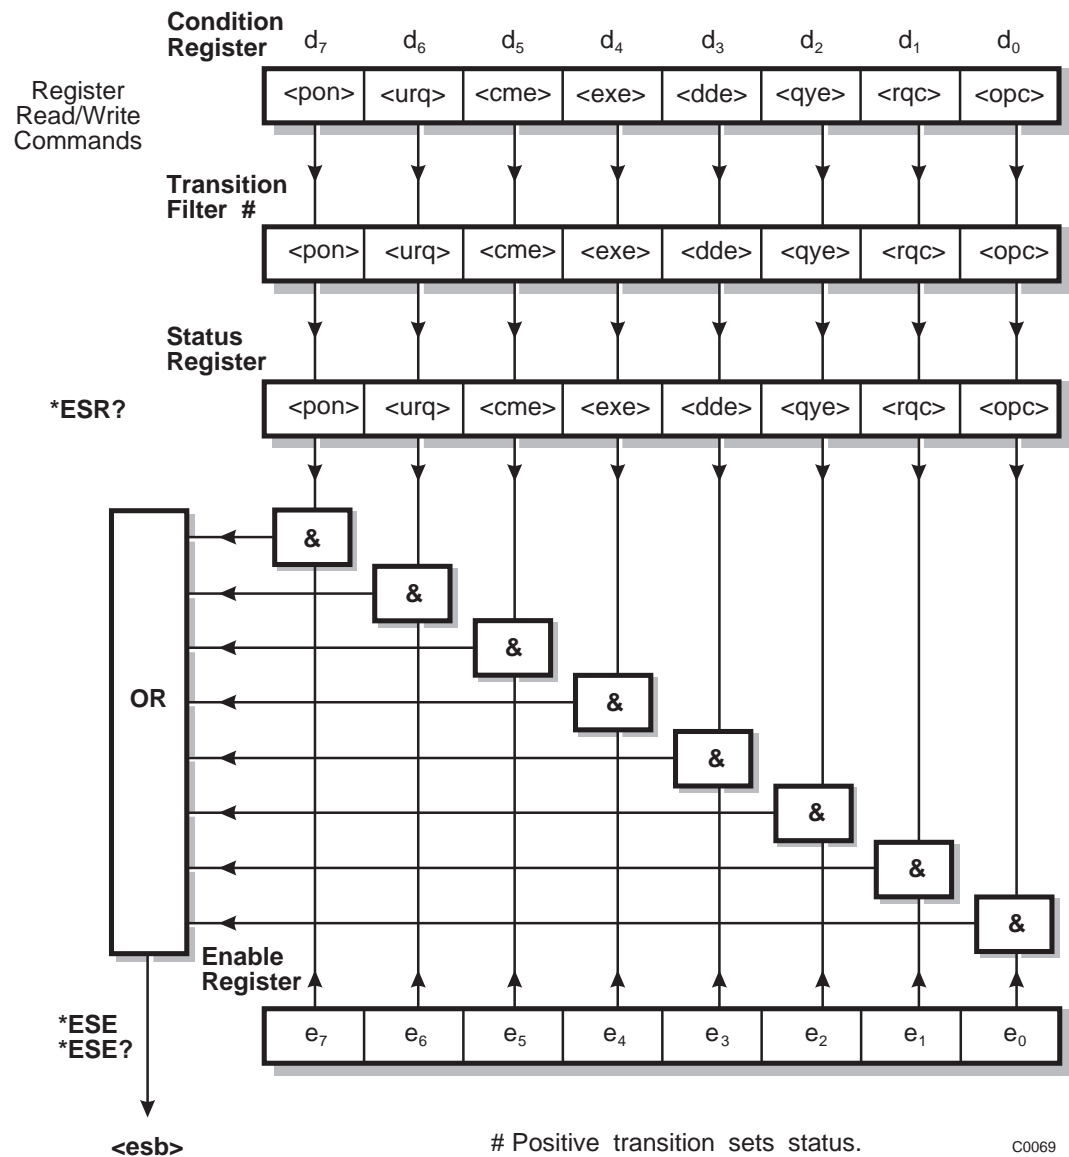 Condition
Register d7 d6 d5 d4 d3 d2 d1 d0
Register
Read/Write
Commands
<pon> <urq> <cme> <exe> <dde> <qye> <rqc> <opc>
Transition
Filter #
<pon> <urq> <cme> <exe> <dde> <qye> <rqc> <opc>
Status
Register
*ESR? <pon> <urq> <cme> <exe> <dde> <qye> <rqc> <opc>
&
&
&
&
&
&
&
&
OR
Enable
Register
*ESE
*ESE?
e7 e6 e5 e4 e3 e2 e1 e0
<esb>
# Positive transition sets status.
C0069